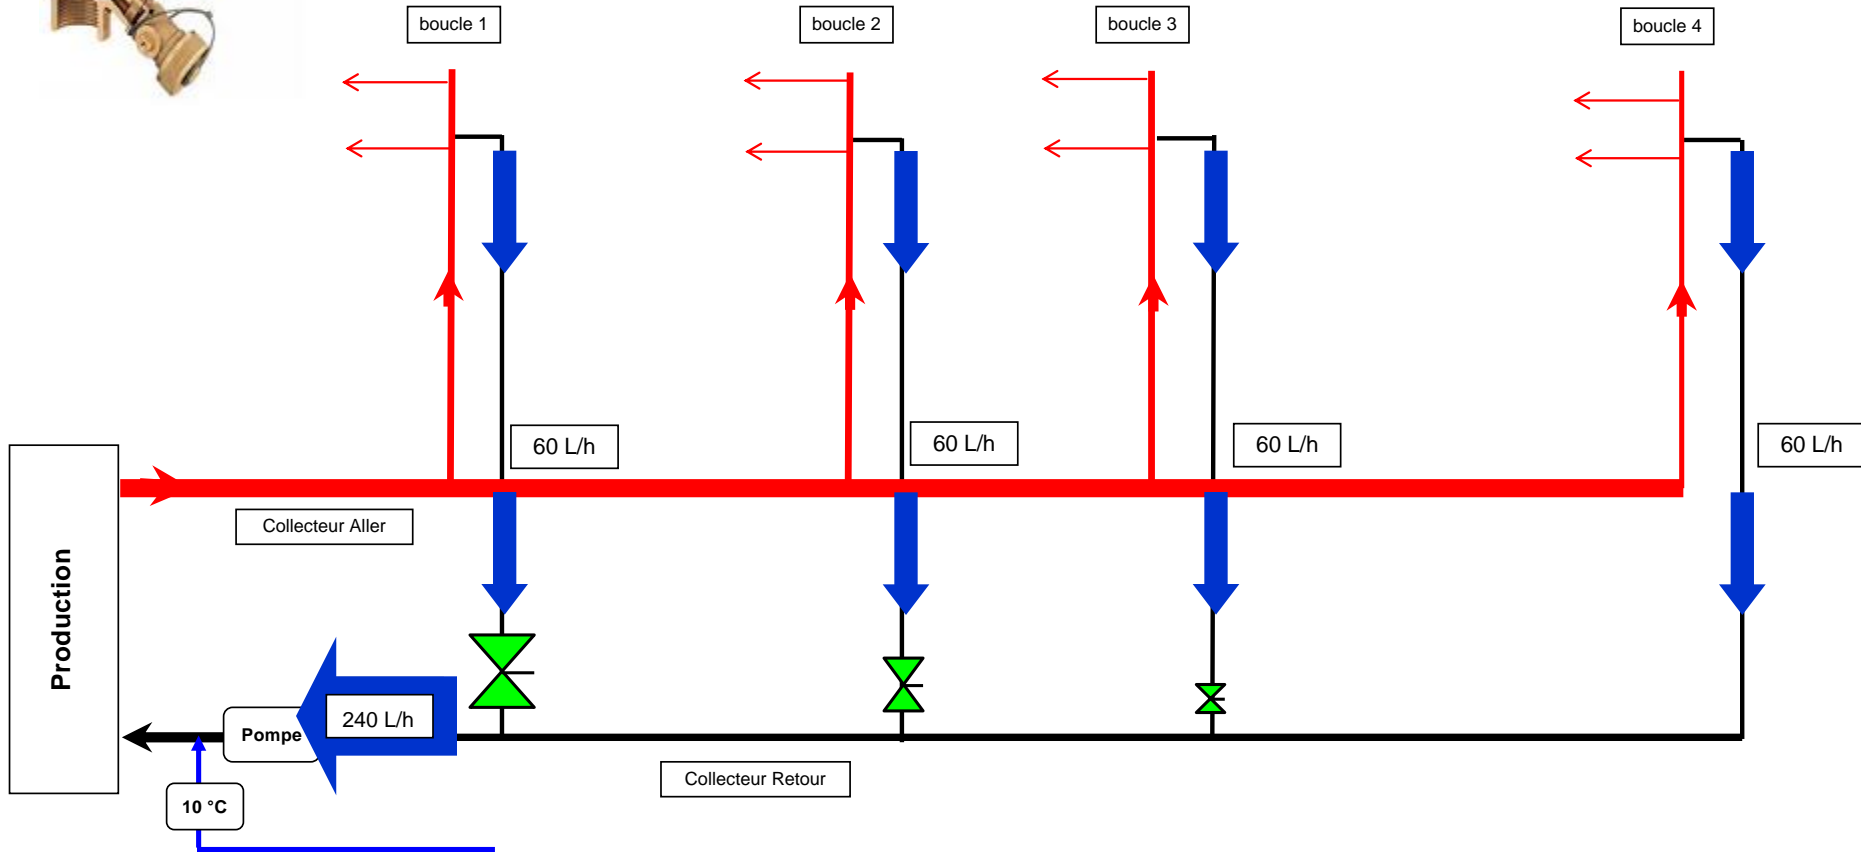 boucle 1
boucle 2
boucle 3
boucle 4
60 L/h
60 L/h
60 L/h
60 L/h
Collecteur Aller
Production
240 L/h
Pompe
Collecteur Retour
10 °C